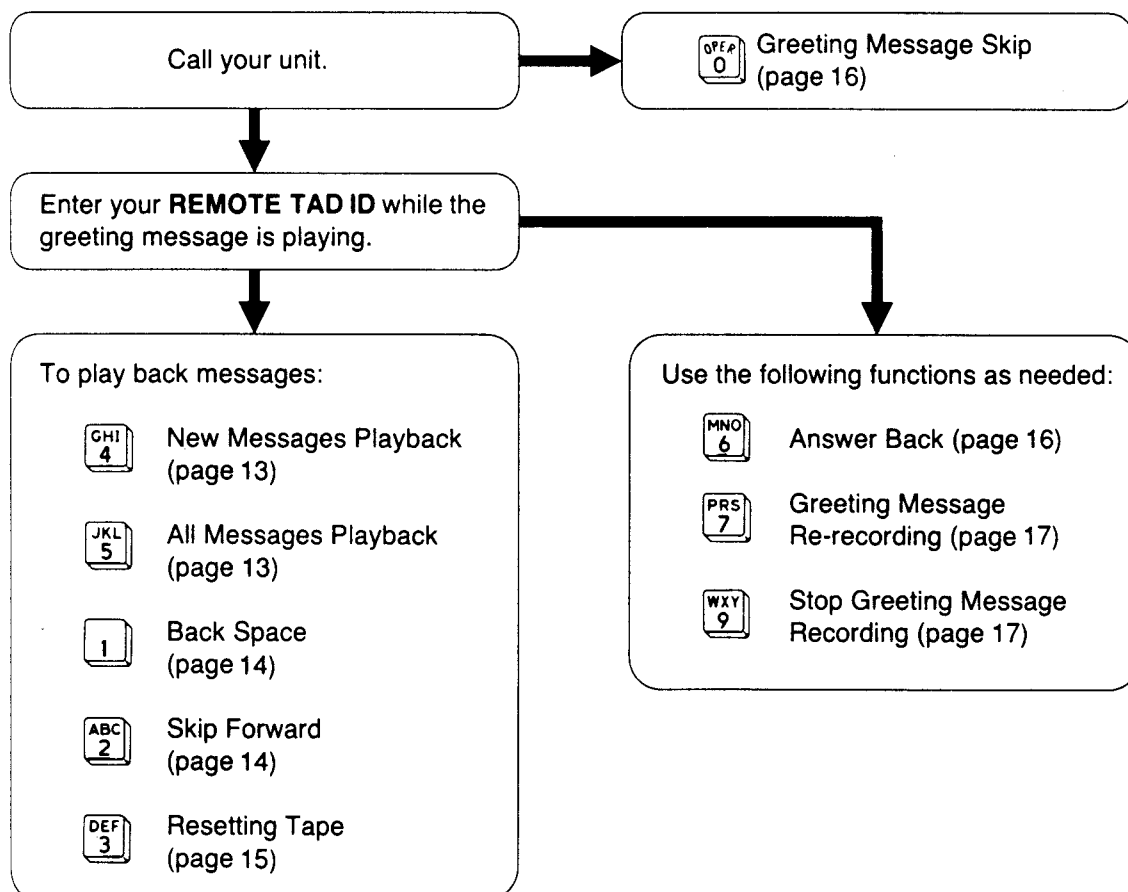 Call your unit.
OPER
0
Greeting Message Skip
(page 16)
Enter your REMOTE TAD ID while the
greeting message is playing.
To play back messages:
GHI
4
New Messages Playback
(page 13)
JKL
5
All Messages Playback
(page 13)
1
Back Space
(page 14)
ABC
2
Skip Forward
(page 14)
DEF
3
Resetting Tape
(page 15)
Use the following functions as needed:
MNO
6
Answer Back (page 16)
PRS
7
Greeting Message
Re-recording (page 17)
WXY
9
Stop Greeting Message
Recording (page 17)